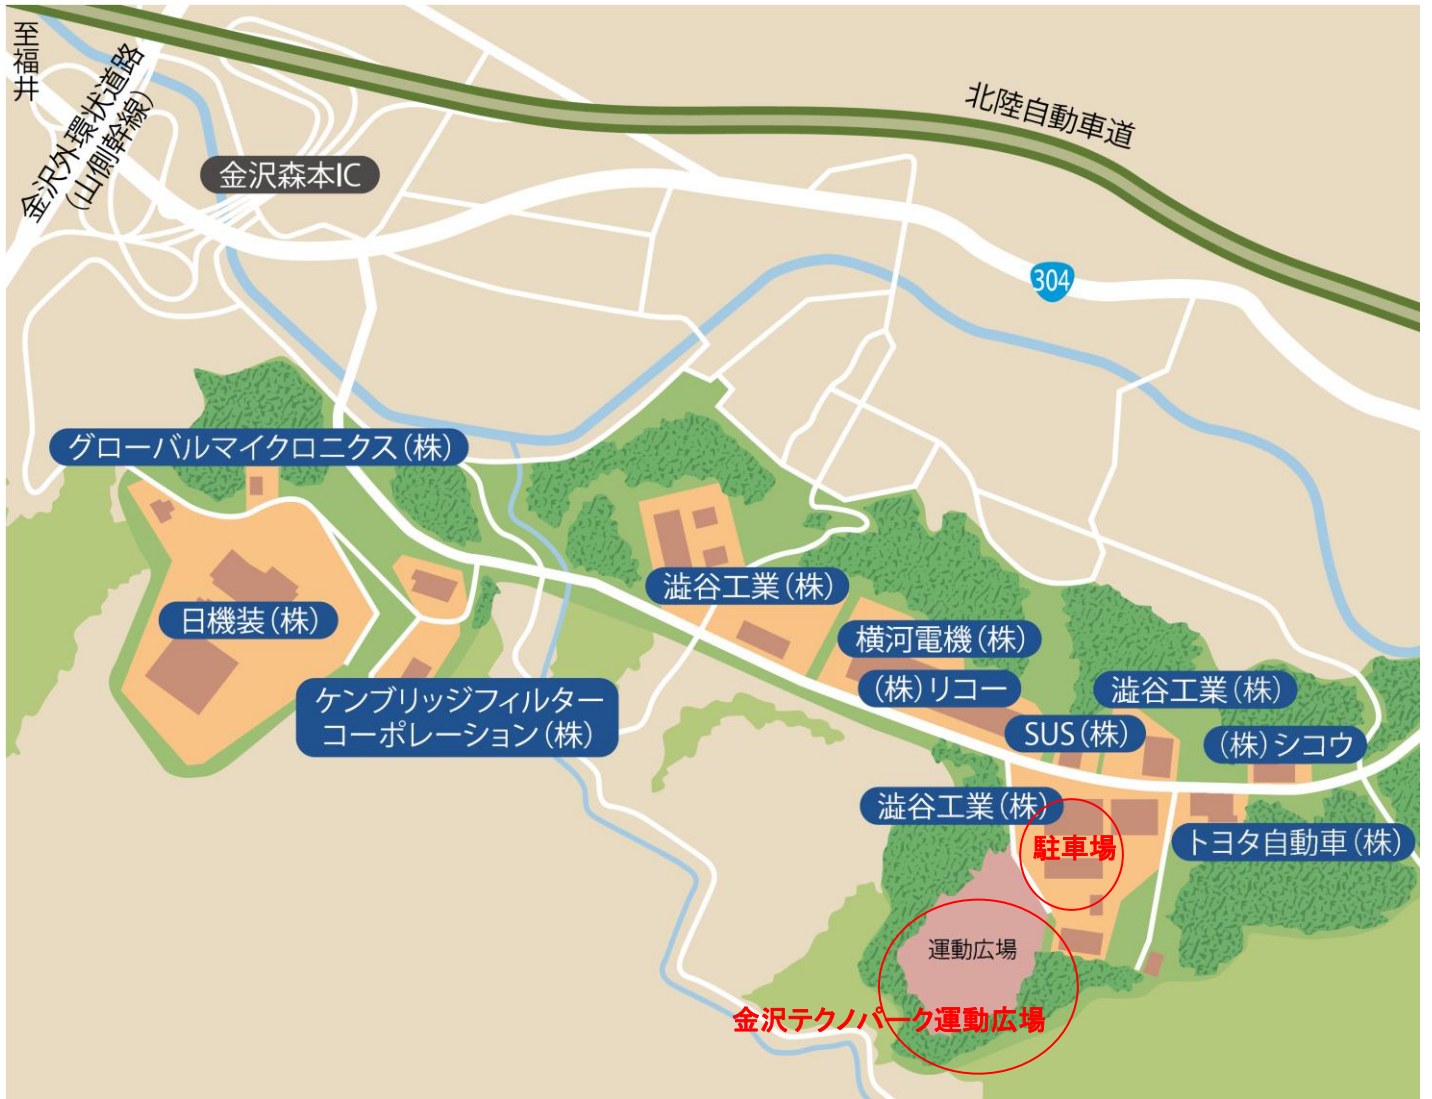 至福井
金沢外環状道路
(山側幹線)
北陸自動車道
金沢森本IC
304
グローバルマイクロニクス(株)
澁谷工業(株)
日機装(株)
横河電機(株)
(株)リコー
澁谷工業(株)
ケンブリッジフィルター
コーポレーション(株)
SUS(株)
(株)シコウ
澁谷工業(株)
駐車場
トヨタ自動車(株)
運動広場
金沢テクノパーク運動広場